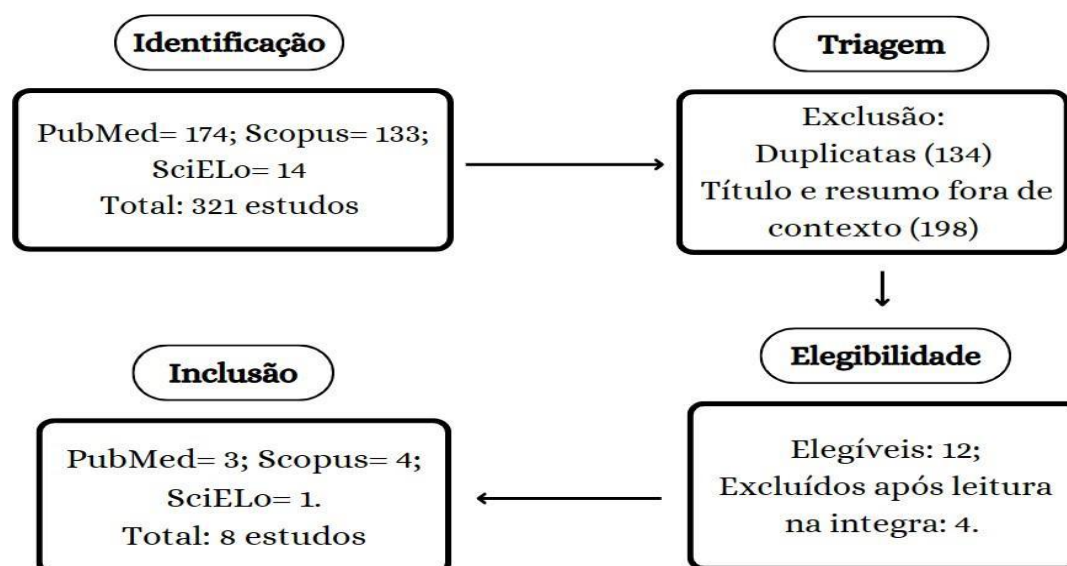 Identificação
PubMed= 174; Scopus= 133;
SciELo= 14
Total: 321 estudos
Triagem
Exclusão:
Duplicatas (134)
Título e resumo fora de
contexto (198)
Elegibilidade
Elegíveis: 12;
Excluídos após leitura
na integra: 4.
Inclusão
PubMed= 3; Scopus= 4;
SciELo= 1.
Total: 8 estudos